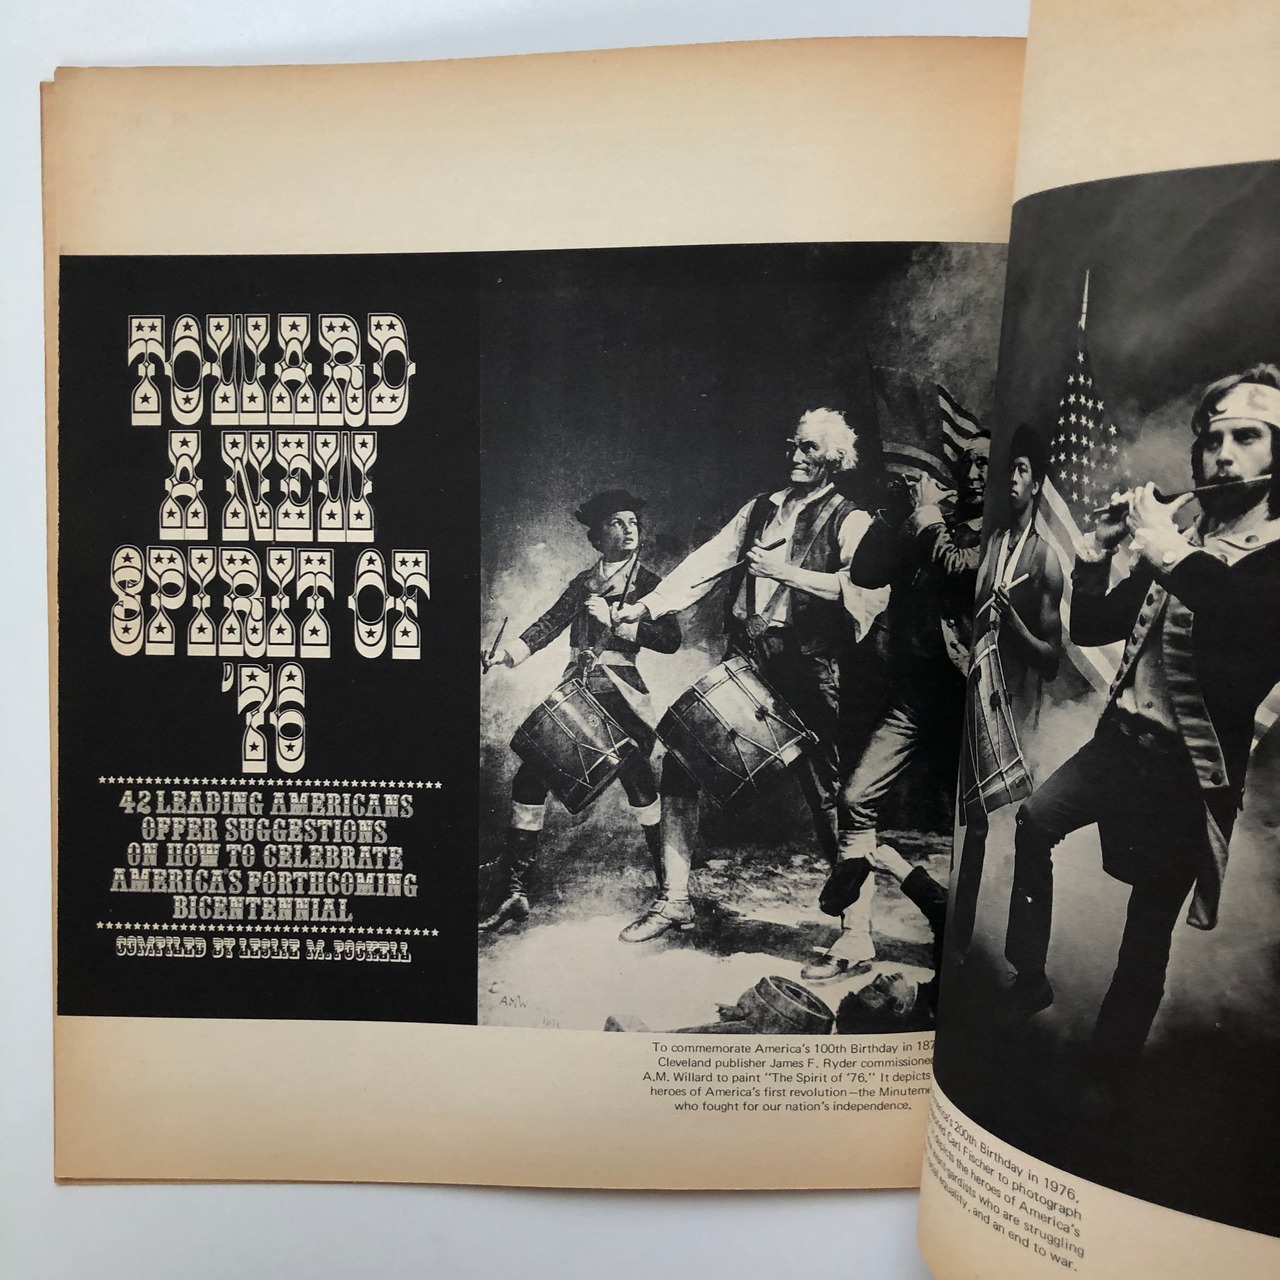 TOWARD
A NEW
SPIRIT OF
'76
42 LEADING AMERICANS
OFFER SUGGESTIONS
ON HOW TO CELEBRATE
AMERICA'S FORTHCOMING
BICENTENNIAL
COMPILED BY LESLIE M. POCKELL
To commemorate America's 100th Birthday in 187
Cleveland publisher James F. Ryder commissioned
A.M. Willard to paint "The Spirit of '76." It depicts
heroes of America's first revolution—the Minuteme
who fought for our nation's independence.
200th Birthday in 1976,
Carl Fischer to photograph
depicts the heroes of America's
who are struggling
equality, and an end to war.